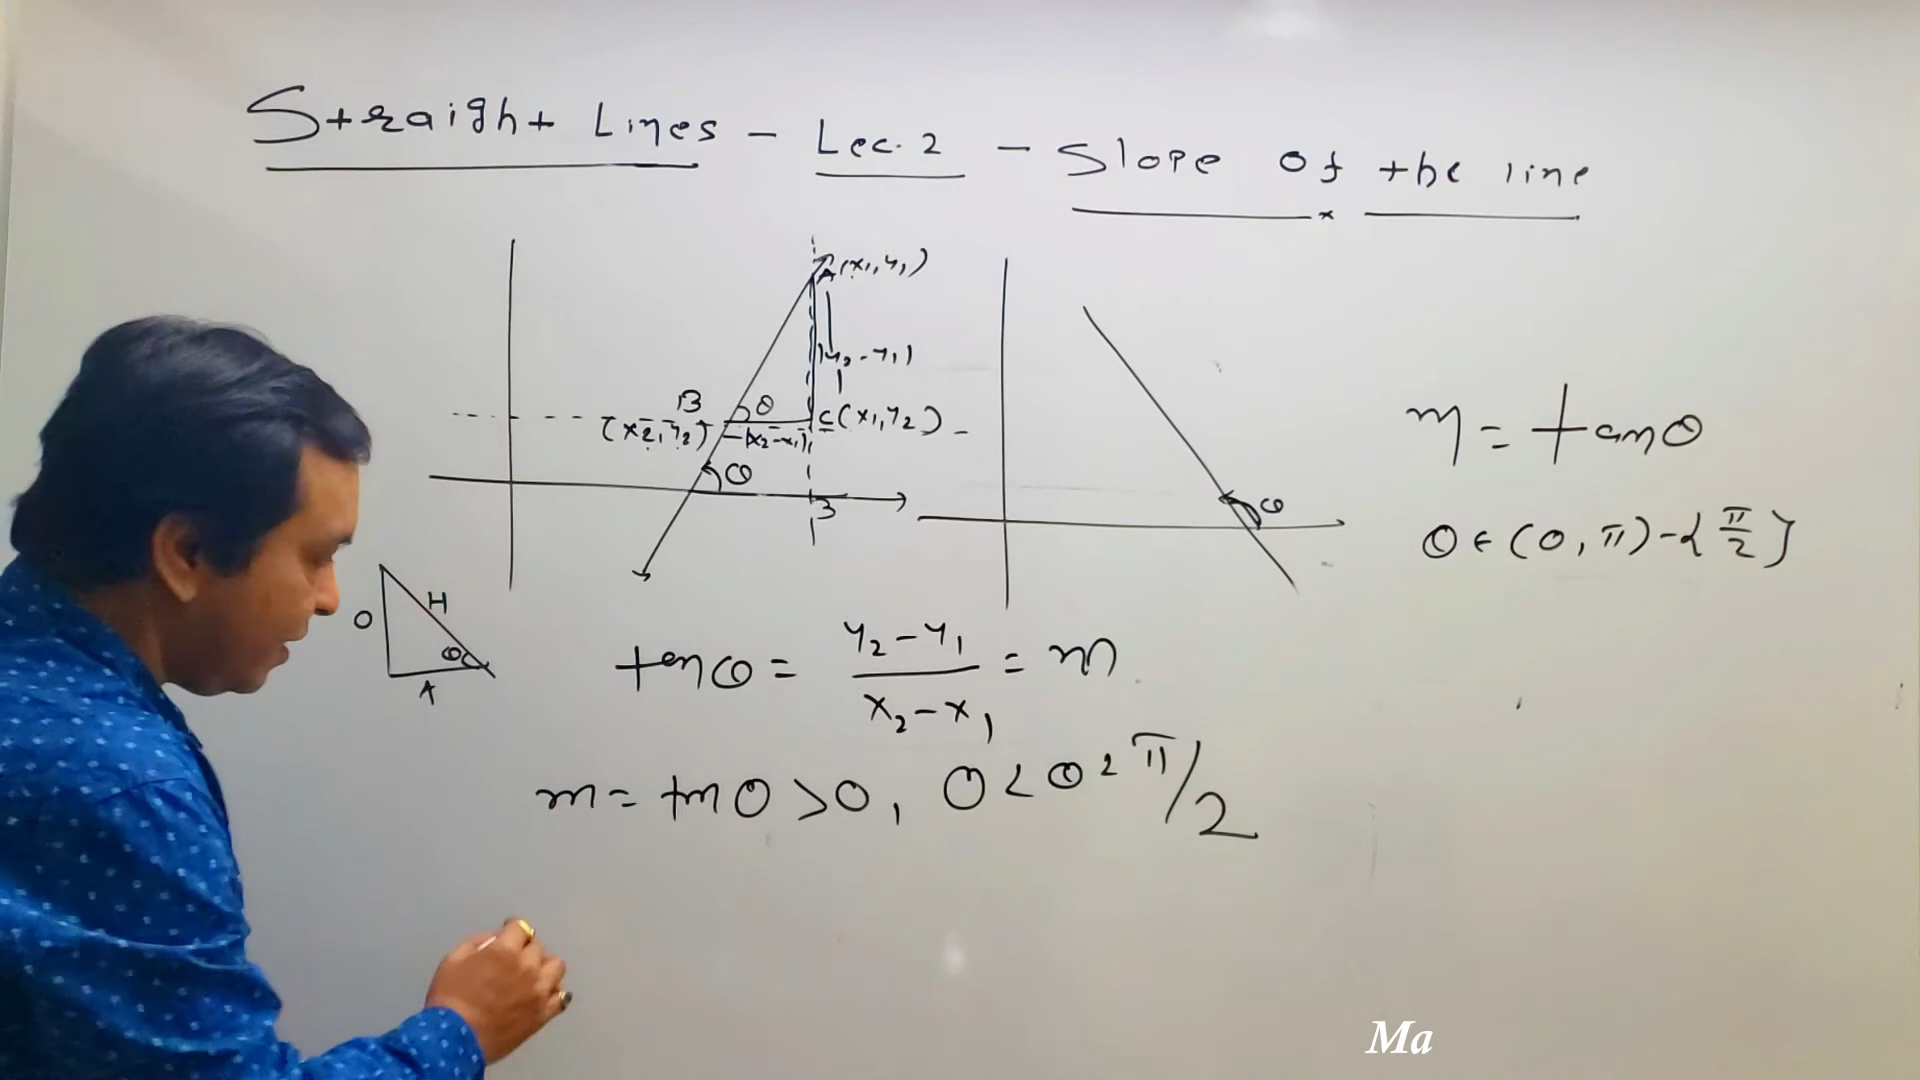 Straight Lines - Lec. 2 - Slope of the line
A(x₁, y₁)
|y₂-y₁|
B
(x₂, y₂)
θ
C(x₁, y₂)
|x₂-x₁|
θ
B
θ
m = tanθ
θ ∈ (0, π) - {π/2}
O
H
θ
A
tanθ = y₂-y₁ / x₂-x₁ = m
m = tanθ > 0, 0 < θ < π/2
Ma